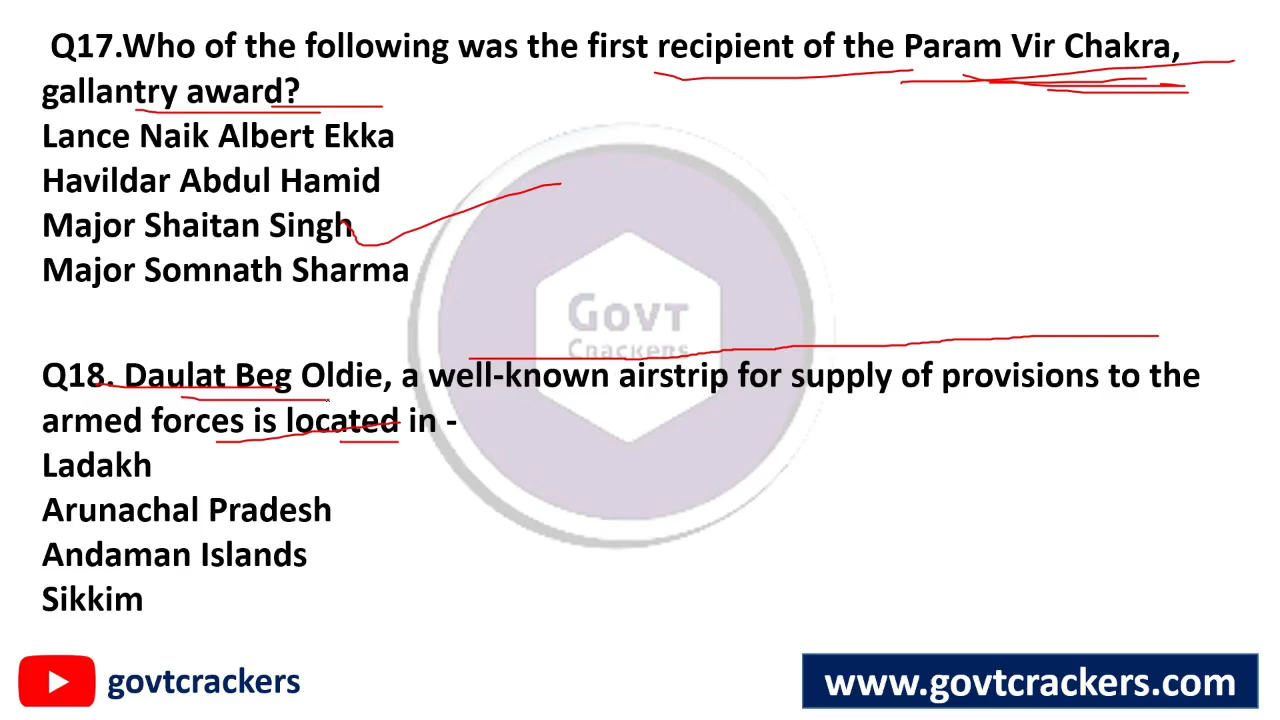 Q17.Who of the following was the first recipient of the Param Vir Chakra,
gallantry award?
Lance Naik Albert Ekka
Havildar Abdul Hamid
Major Shaitan Singh
Major Somnath Sharma
GOVT
CRACKERS
Q18. Daulat Beg Oldie, a well-known airstrip for supply of provisions to the
armed forces is located in -
Ladakh
Arunachal Pradesh
Andaman Islands
Sikkim
govtcrackers
www.govtcrackers.com